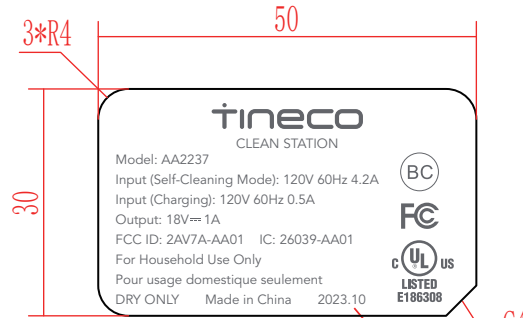 50
3*R4
30
TINECO
CLEAN STATION
Model: AA2237
Input (Self-Cleaning Mode): 120V 60Hz 4.2A
Input (Charging): 120V 60Hz 0.5A
Output: 18V⎓1A
FCC ID: 2AV7A-AA01 IC: 26039-AA01
For Household Use Only
Pour usage domestique seulement
DRY ONLY Made in China 2023.10
BC
FC
C UL US
LISTED
E186308